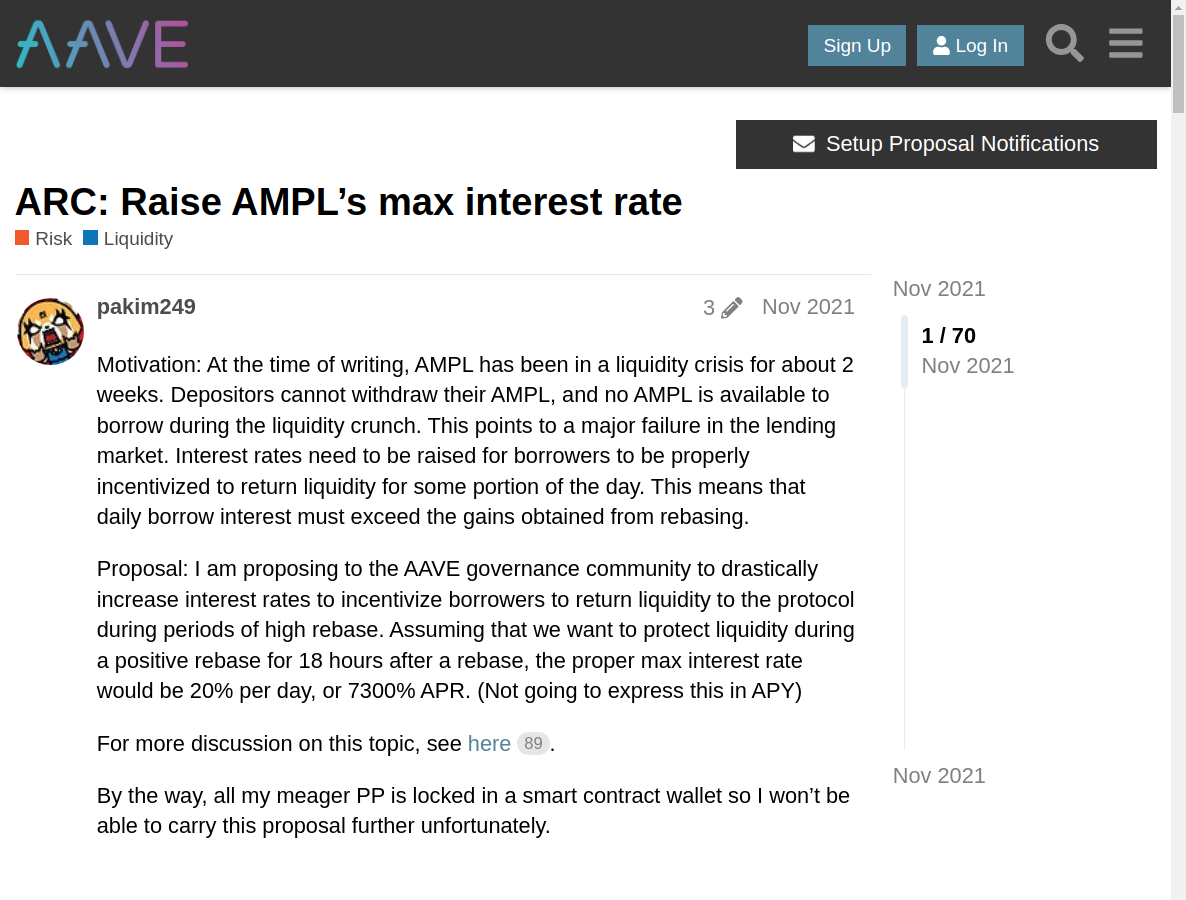 AAVE
Sign Up
Log In
Setup Proposal Notifications
ARC: Raise AMPL’s max interest rate
Risk Liquidity
pakim249
3
Nov 2021
Motivation: At the time of writing, AMPL has been in a liquidity crisis for about 2
weeks. Depositors cannot withdraw their AMPL, and no AMPL is available to
borrow during the liquidity crunch. This points to a major failure in the lending
market. Interest rates need to be raised for borrowers to be properly
incentivized to return liquidity for some portion of the day. This means that
daily borrow interest must exceed the gains obtained from rebasing.
Proposal: I am proposing to the AAVE governance community to drastically
increase interest rates to incentivize borrowers to return liquidity to the protocol
during periods of high rebase. Assuming that we want to protect liquidity during
a positive rebase for 18 hours after a rebase, the proper max interest rate
would be 20% per day, or 7300% APR. (Not going to express this in APY)
For more discussion on this topic, see here 89.
By the way, all my meager PP is locked in a smart contract wallet so I won’t be
able to carry this proposal further unfortunately.
Nov 2021
1 / 70
Nov 2021
Nov 2021